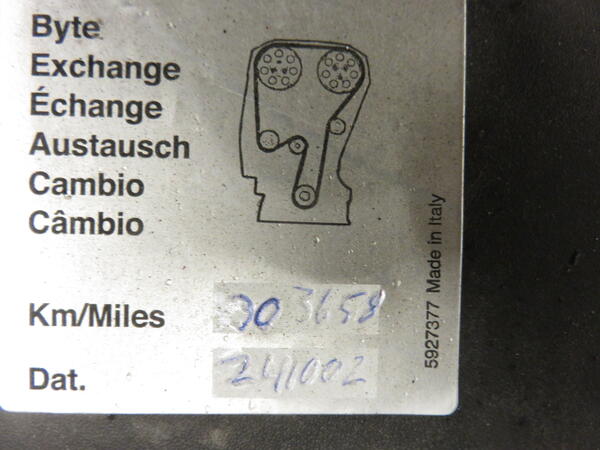 Byte
Exchange
Échange
Austausch
Cambio
Câmbio
Km/Miles 303658
Dat. 241002
5927377 Made in Italy